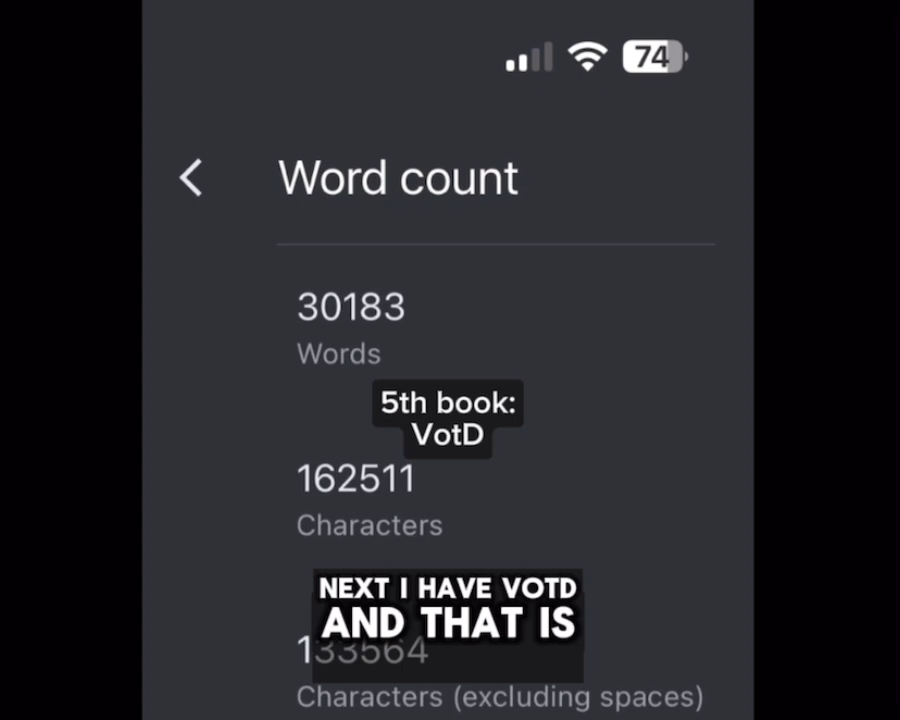 74
Word count
30183
Words
5th book:
VotD
162511
Characters
NEXT I HAVE VOTD
AND THAT IS
133564
Characters (excluding spaces)